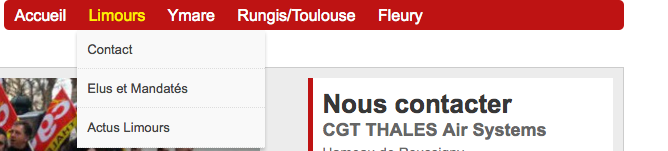 Accueil Limours Ymare Rungis/Toulouse Fleury
Contact
Elus et Mandatés
Actus Limours
Nous contacter
CGT THALES Air Systems